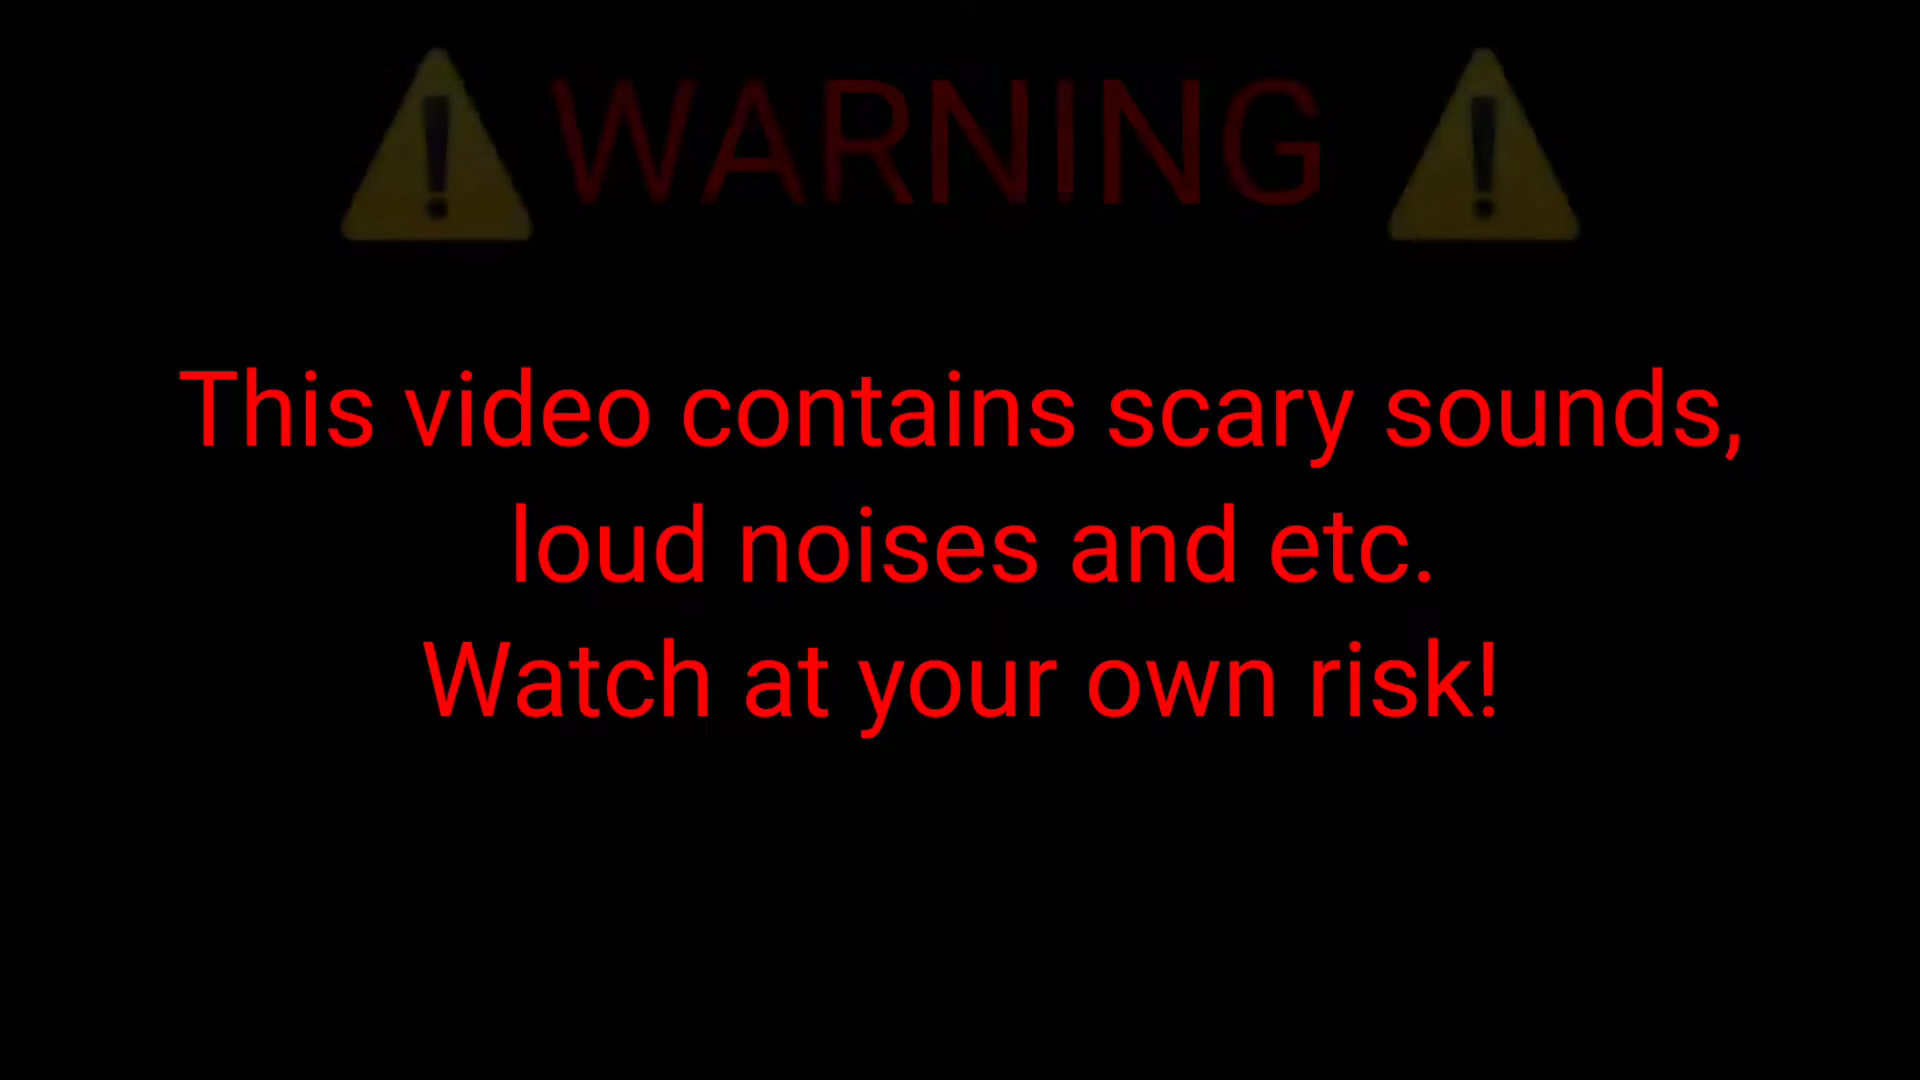 ⚠️WARNING ⚠️
This video contains scary sounds,
loud noises and etc.
Watch at your own risk!